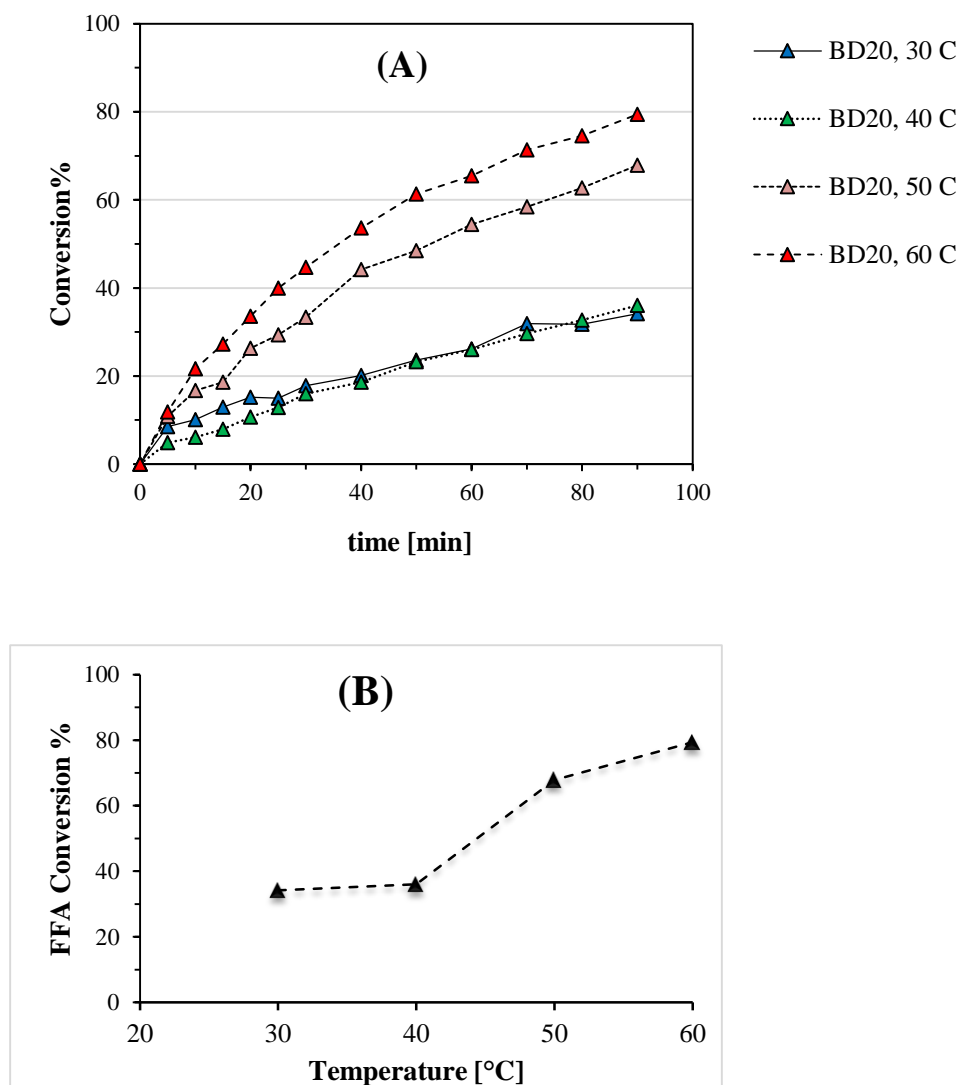 (A)
100
80
60
40
20
0
Conversion%
0 20 40 60 80 100
time [min]
BD20, 30 C
BD20, 40 C
BD20, 50 C
BD20, 60 C
(B)
100
80
60
40
20
0
FFA Conversion %
20 30 40 50 60
Temperature [°C]